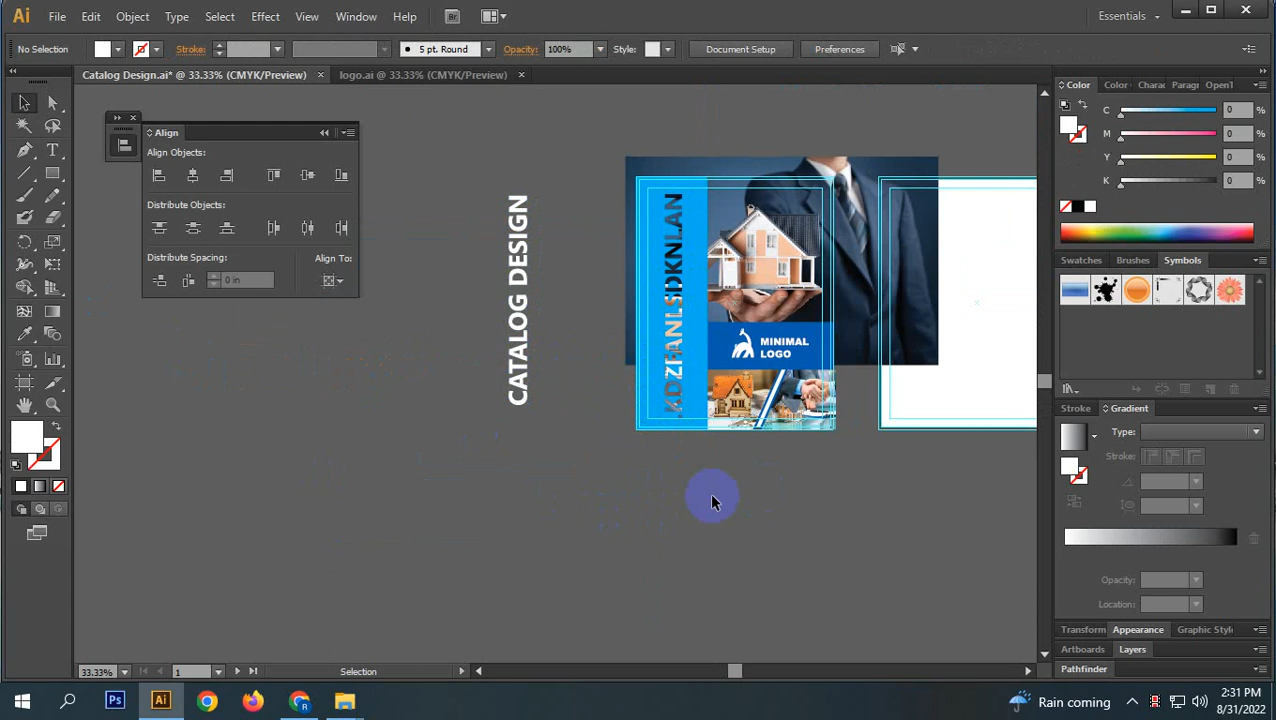 Ai File Edit Object Type Select Effect View Window Help Br Essentials
No Selection Stroke: 5 pt. Round Opacity: 100% Style: Document Setup Preferences
Catalog Design.ai* @ 33.33% (CMYK/Preview) logo.ai @ 33.33% (CMYK/Preview)
Color Color Charac Paragr OpenT
C 0 %
M 0 %
Y 0 %
K 0 %
Align
Align Objects:
Distribute Objects:
Distribute Spacing: Align To:
0 in
CATALOG DESIGN
MINIMAL
LOGO
Swatches Brushes Symbols
Stroke Gradient
Type:
Stroke:
Opacity:
Location:
Transform Appearance Graphic Style
Artboards Layers
Pathfinder
33.33% 1 Selection
Ps Ai Rain coming 2:31 PM
8/31/2022